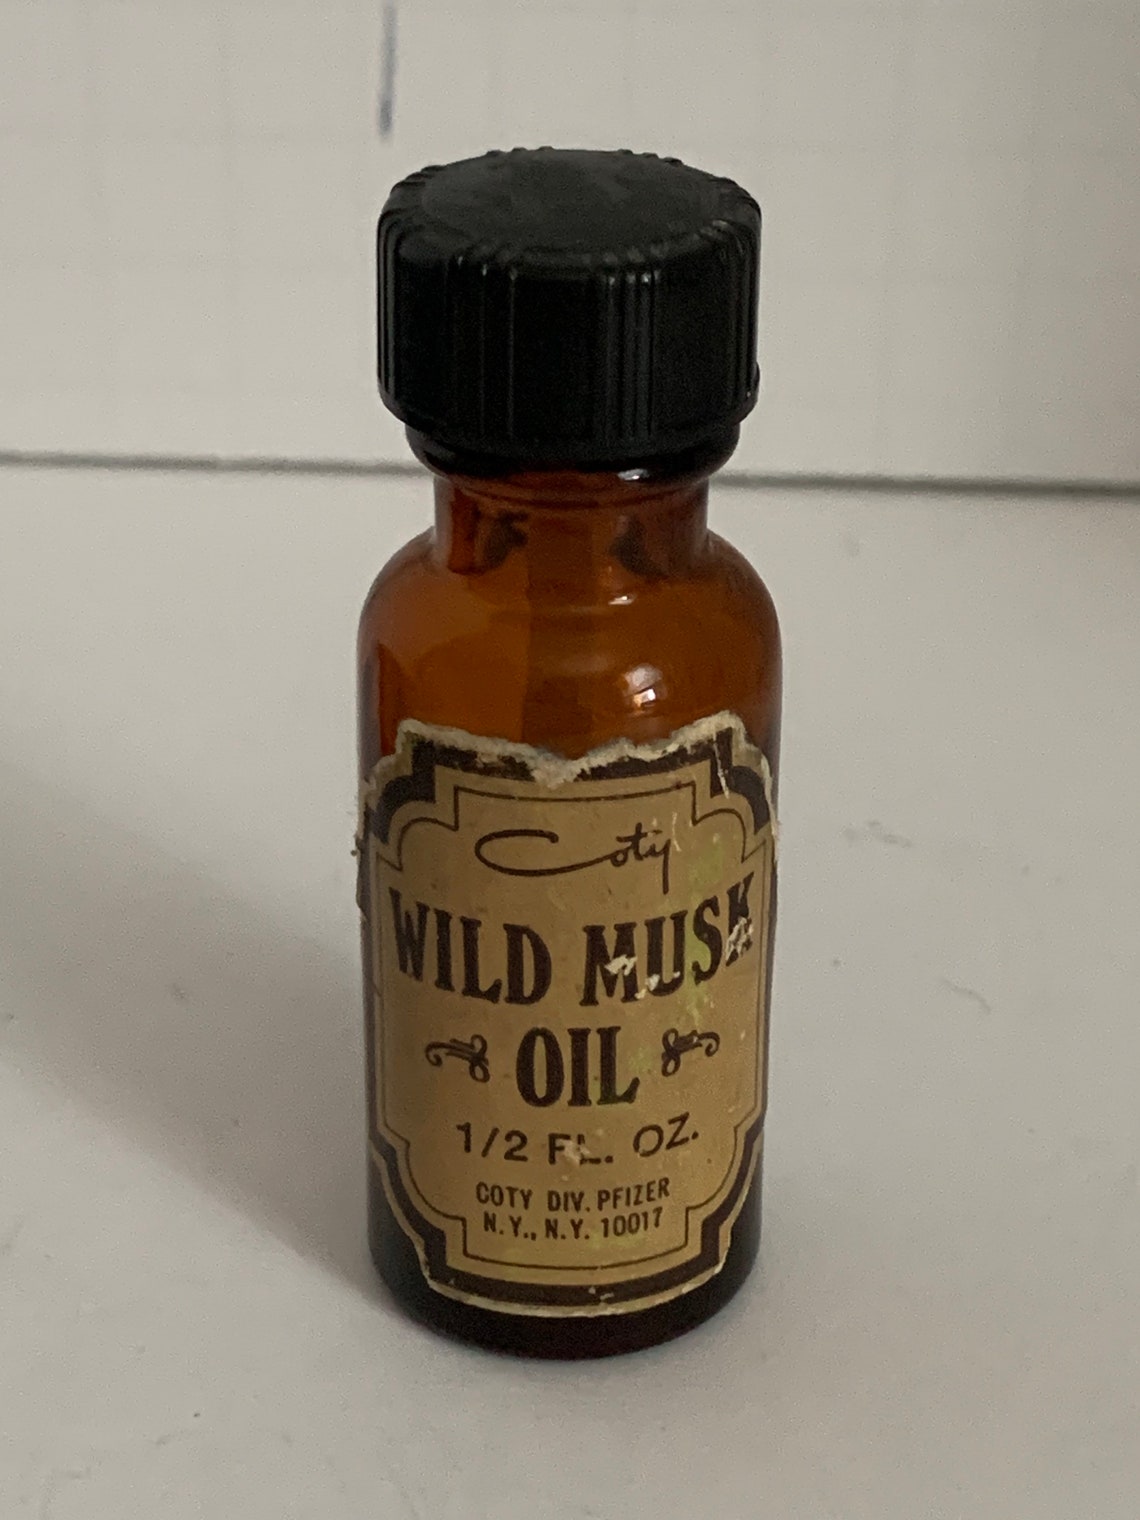 Coty
WILD MUSK
OIL
1/2 FL. OZ.
COTY DIV. PFIZER
N.Y., N.Y. 10017